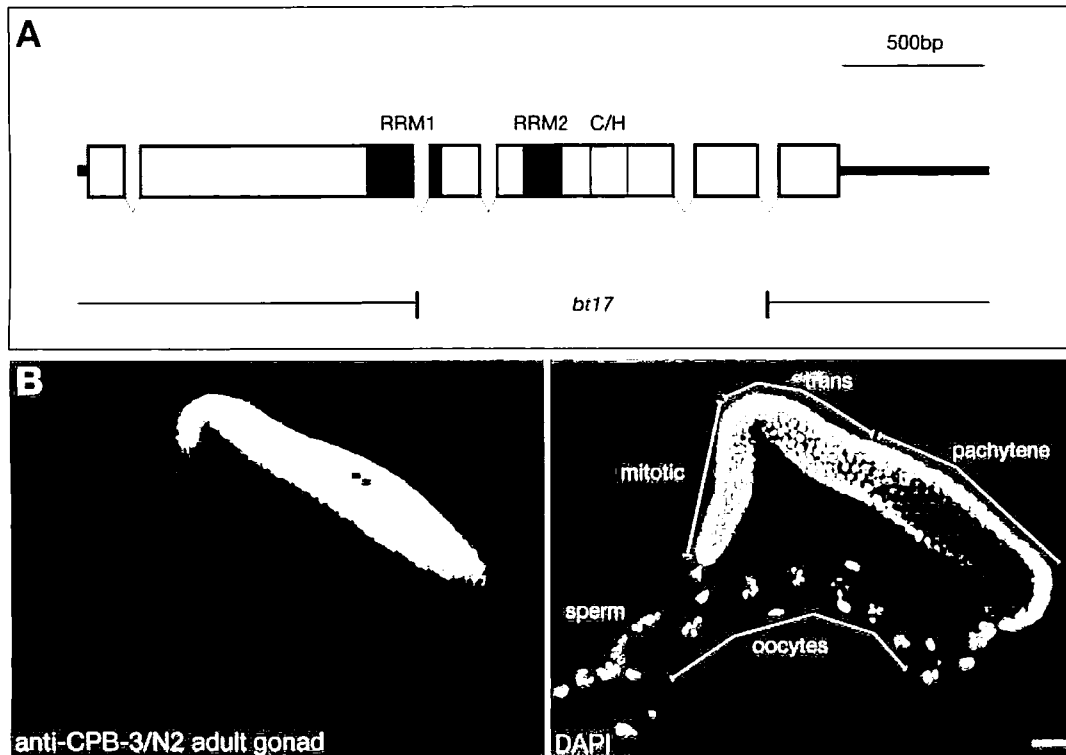 A
500bp
RRM1 RRM2 C/H
bt17
B
trans
pachytene
mitotic
sperm
oocytes
anti-CPB-3/N2 adult gonad
DAPI